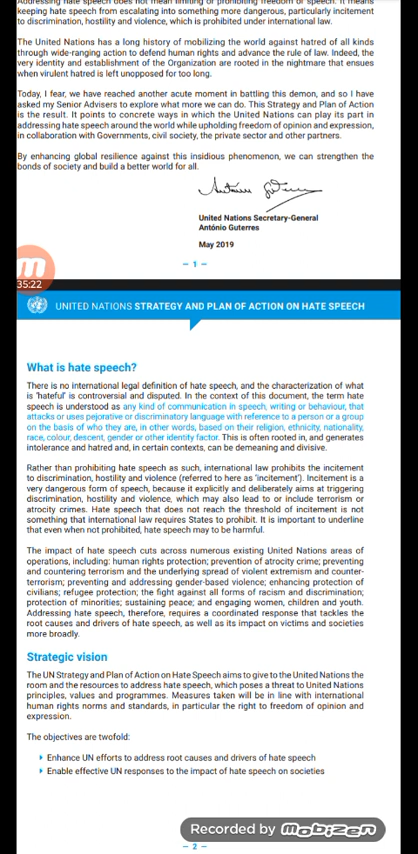 Addressing hate speech does not mean limiting or prohibiting freedom of speech. It means
keeping hate speech from escalating into something more dangerous, particularly incitement
to discrimination, hostility and violence, which is prohibited under international law.
The United Nations has a long history of mobilizing the world against hatred of all kinds
through wide-ranging action to defend human rights and advance the rule of law. Indeed, the
very identity and establishment of the Organization are rooted in the nightmare that ensues
when virulent hatred is left unopposed for too long.
Today, I fear, we have reached another acute moment in battling this demon, and so I have
asked my Senior Advisers to explore what more we can do. This Strategy and Plan of Action
is the result. It points to concrete ways in which the United Nations can play its part in
addressing hate speech around the world while upholding freedom of opinion and expression,
in collaboration with Governments, civil society, the private sector and other partners.
By enhancing global resilience against this insidious phenomenon, we can strengthen the
bonds of society and build a better world for all.
United Nations Secretary-General
António Guterres
May 2019
– 1 –
35:22
UNITED NATIONS STRATEGY AND PLAN OF ACTION ON HATE SPEECH
What is hate speech?
There is no international legal definition of hate speech, and the characterization of what
is 'hateful' is controversial and disputed. In the context of this document, the term hate
speech is understood as any kind of communication in speech, writing or behaviour, that
attacks or uses pejorative or discriminatory language with reference to a person or a group
on the basis of who they are, in other words, based on their religion, ethnicity, nationality,
race, colour, descent, gender or other identity factor. This is often rooted in, and generates
intolerance and hatred and, in certain contexts, can be demeaning and divisive.
Rather than prohibiting hate speech as such, international law prohibits the incitement
to discrimination, hostility and violence (referred to here as 'incitement'). Incitement is a
very dangerous form of speech, because it explicitly and deliberately aims at triggering
discrimination, hostility and violence, which may also lead to or include terrorism or
atrocity crimes. Hate speech that does not reach the threshold of incitement is not
something that international law requires States to prohibit. It is important to underline
that even when not prohibited, hate speech may to be harmful.
The impact of hate speech cuts across numerous existing United Nations areas of
operations, including: human rights protection; prevention of atrocity crime; preventing
and countering terrorism and the underlying spread of violent extremism and counter-
terrorism; preventing and addressing gender-based violence; enhancing protection of
civilians; refugee protection; the fight against all forms of racism and discrimination;
protection of minorities; sustaining peace; and engaging women, children and youth.
Addressing hate speech, therefore, requires a coordinated response that tackles the
root causes and drivers of hate speech, as well as its impact on victims and societies
more broadly.
Strategic vision
The UN Strategy and Plan of Action on Hate Speech aims to give to the United Nations the
room and the resources to address hate speech, which poses a threat to United Nations
principles, values and programmes. Measures taken will be in line with international
human rights norms and standards, in particular the right to freedom of opinion and
expression.
The objectives are twofold:
Enhance UN efforts to address root causes and drivers of hate speech
Enable effective UN responses to the impact of hate speech on societies
Recorded by mobizen
– 2 –